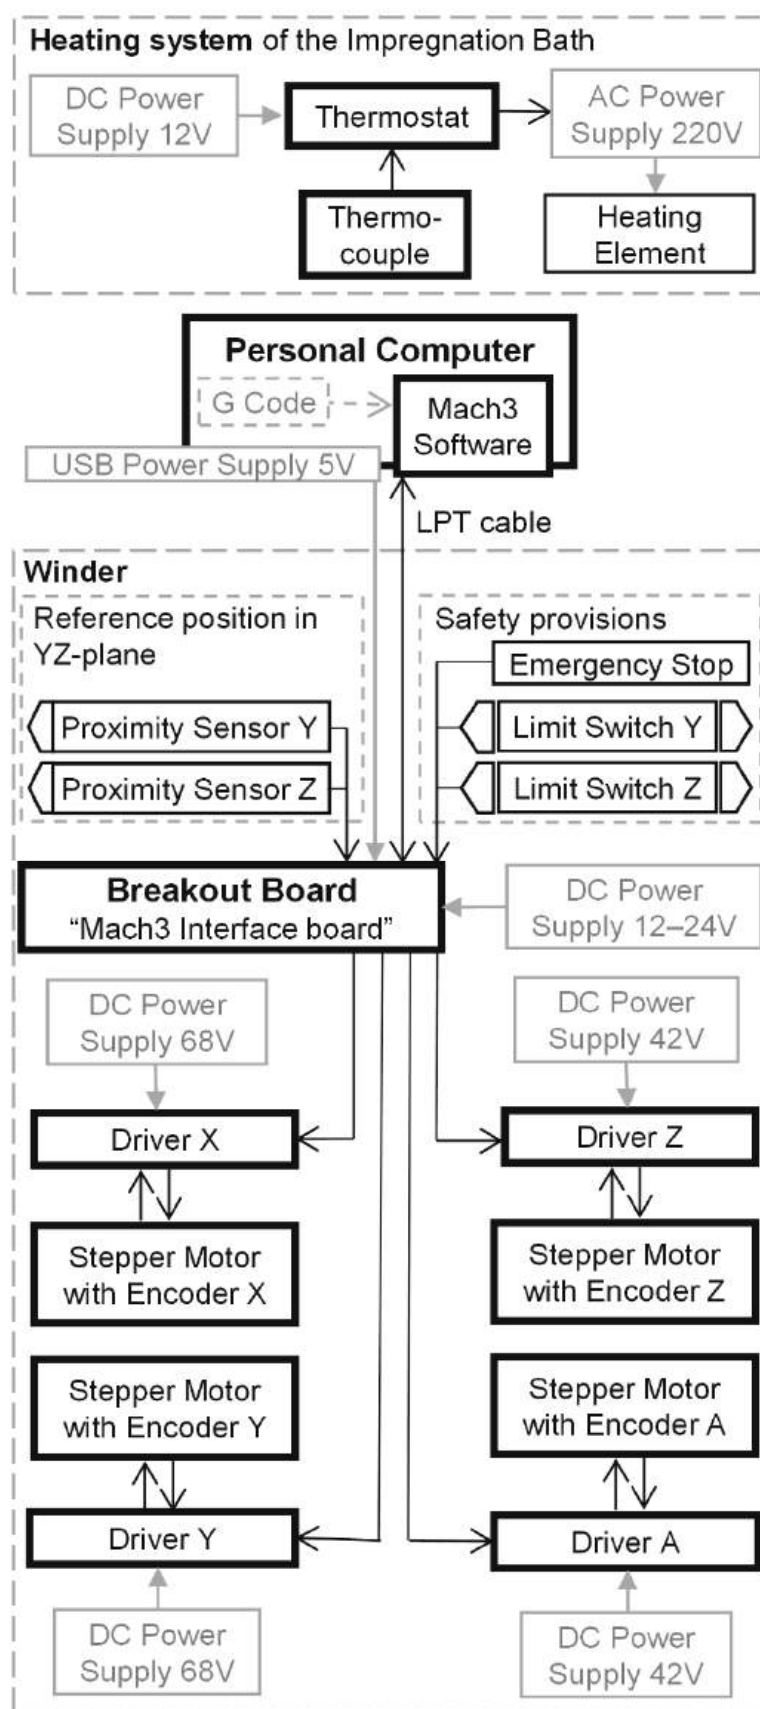 Heating system of the Impregnation Bath
DC Power
Supply 12V
Thermostat
AC Power
Supply 220V
Thermo-
couple
Heating
Element
Personal Computer
G Code
Mach3
Software
USB Power Supply 5V
LPT cable
Winder
Reference position in
YZ-plane
Proximity Sensor Y
Proximity Sensor Z
Safety provisions
Emergency Stop
Limit Switch Y
Limit Switch Z
Breakout Board
“Mach3 Interface board”
DC Power
Supply 12–24V
DC Power
Supply 68V
DC Power
Supply 42V
Driver X
Driver Z
Stepper Motor
with Encoder X
Stepper Motor
with Encoder Z
Stepper Motor
with Encoder Y
Stepper Motor
with Encoder A
Driver Y
Driver A
DC Power
Supply 68V
DC Power
Supply 42V